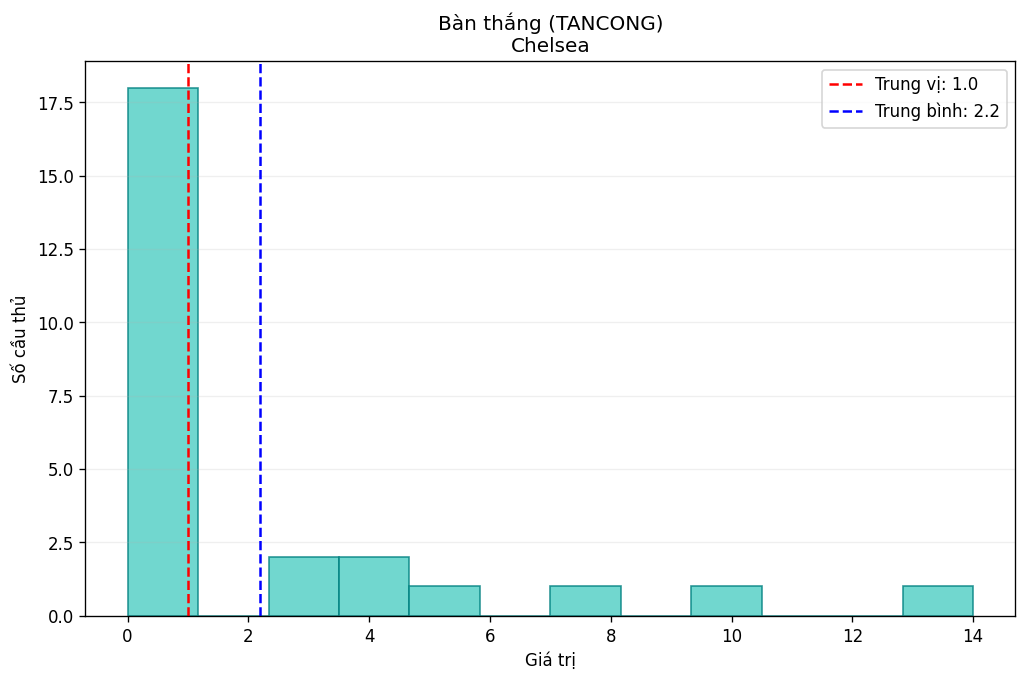 Bàn thắng (TANCONG)
Chelsea
Trung vị: 1.0
Trung bình: 2.2
Số cầu thủ
17.5
15.0
12.5
10.0
7.5
5.0
2.5
0.0
0 2 4 6 8 10 12 14
Giá trị